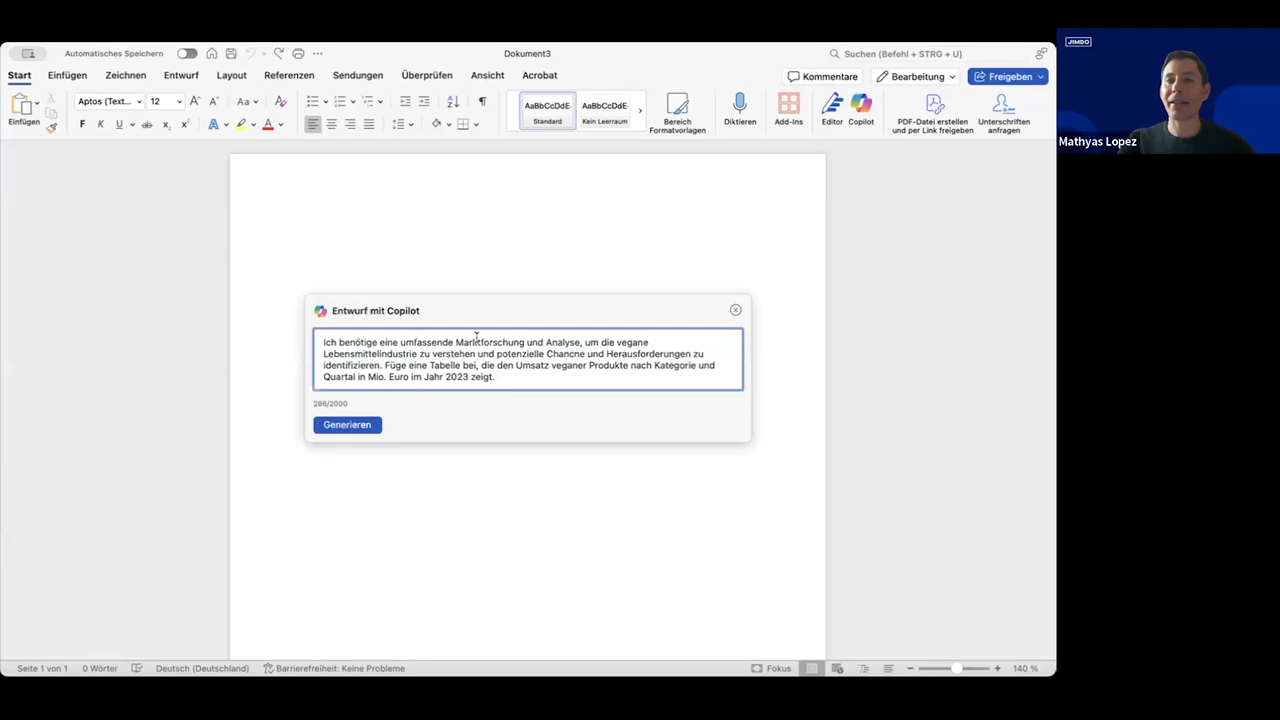 Automatisches Speichern
Dokument3
Suchen (Befehl + STRG + U)
Start Einfügen Zeichnen Entwurf Layout Referenzen Sendungen Überprüfen Ansicht Acrobat
Kommentare Bearbeitung Freigeben
Einfügen
Aptos (Text... 12
AaBbCcDdE AaBbCcDdE
Standard Kein Leerraum
Bereich Formatvorlagen
Diktieren
Add-Ins
Editor
Copilot
PDF-Datei erstellen und per Link freigeben
Unterschriften anfragen
JIMDO
Mathyas Lopez
Entwurf mit Copilot
Ich benötige eine umfassende Marktforschung und Analyse, um die vegane
Lebensmittelindustrie zu verstehen und potenzielle Chancne und Herausforderungen zu
identifizieren. Füge eine Tabelle bei, die den Umsatz veganer Produkte nach Kategorie und
Quartal in Mio. Euro im Jahr 2023 zeigt.
286/2000
Generieren
Seite 1 von 1 0 Wörter Deutsch (Deutschland) Barrierefreiheit: Keine Probleme Fokus 140 %